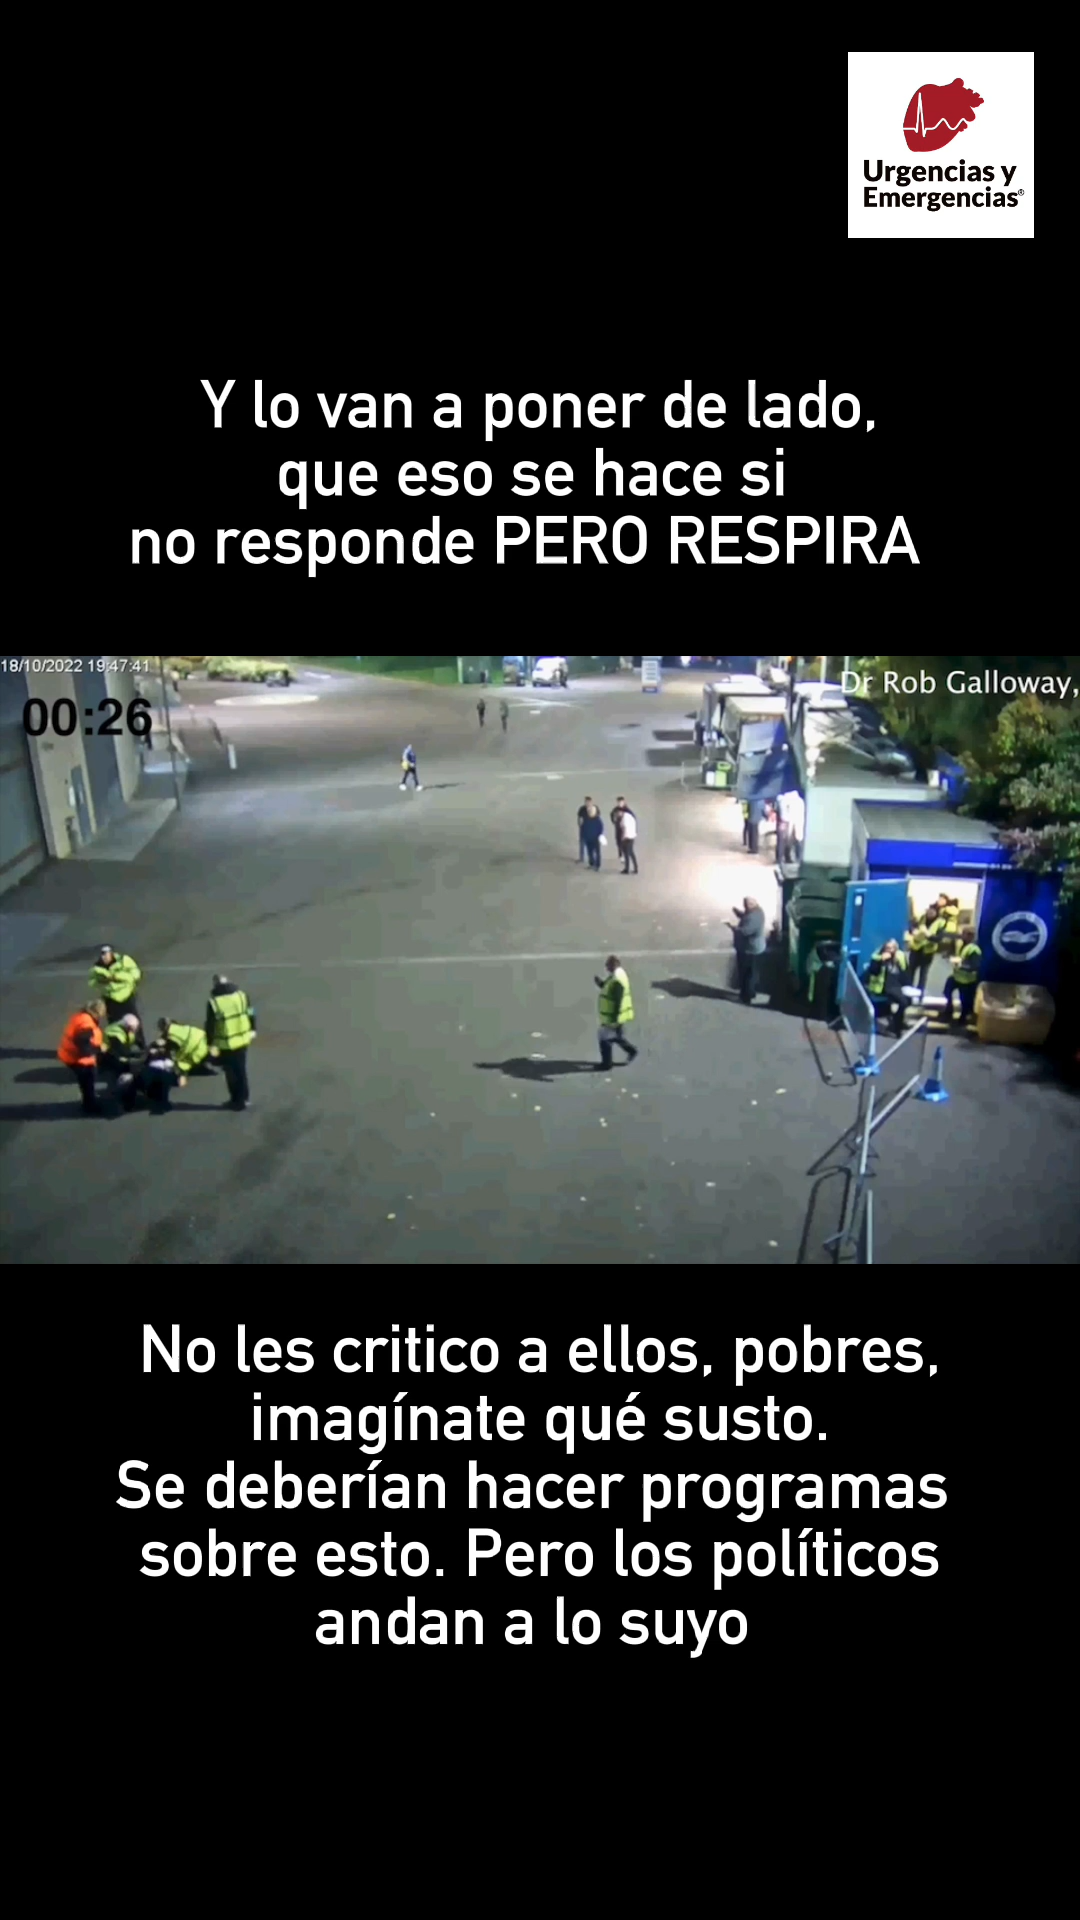 Urgencias y
Emergencias®
Y lo van a poner de lado,
que eso se hace si
no responde PERO RESPIRA
18/10/2022 19:47:41
Dr Rob Galloway,
00:26
No les critico a ellos, pobres,
imagínate qué susto.
Se deberían hacer programas
sobre esto. Pero los políticos
andan a lo suyo